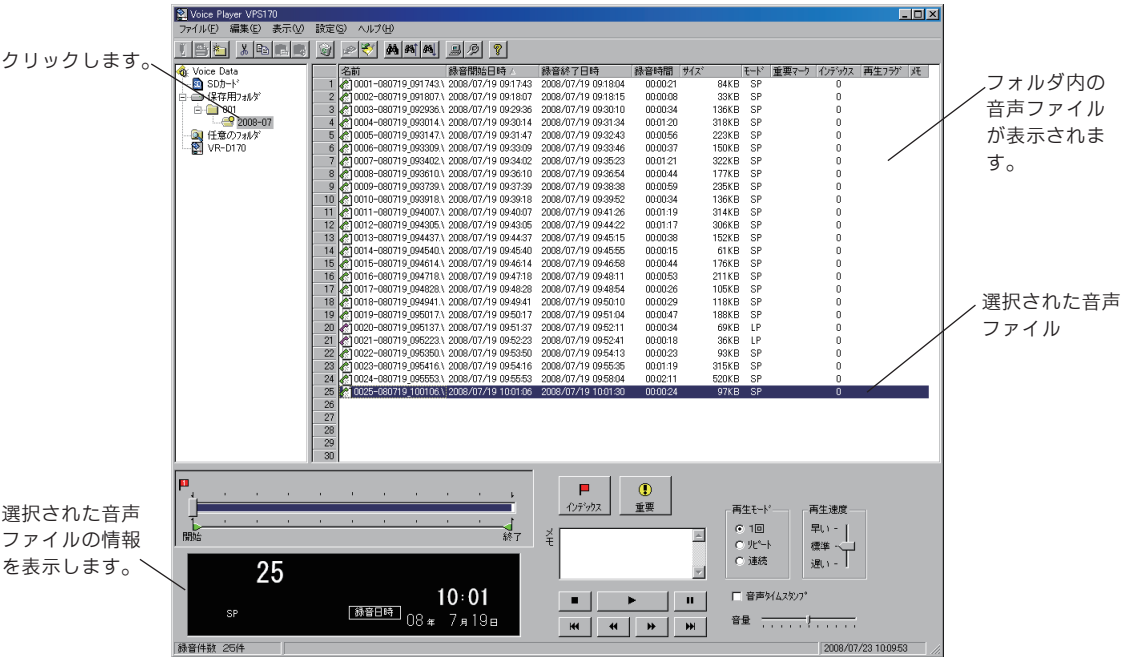 Voice Player VPS170
ファイル(F) 編集(E) 表示(V) 設定(S) ヘルプ(H)
クリックします。
Voice Data
SDカード
保存用フォルダ
001
2008-07
任意のフォルダ
VR-D170
名前 録音開始日時 録音終了日時 録音時間 サイズ モード 重要マーク インデックス 再生フラグ メモ
1 0001-080719_091743.\ 2008/07/19 09:17:43 2008/07/19 09:18:04 00:00:21 84KB SP 0
2 0002-080719_091807.\ 2008/07/19 09:18:07 2008/07/19 09:18:15 00:00:08 33KB SP 0
3 0003-080719_092936.\ 2008/07/19 09:29:36 2008/07/19 09:30:10 00:00:34 136KB SP 0
4 0004-080719_093014.\ 2008/07/19 09:30:14 2008/07/19 09:31:34 00:01:20 318KB SP 0
5 0005-080719_093147.\ 2008/07/19 09:31:47 2008/07/19 09:32:43 00:00:56 223KB SP 0
6 0006-080719_093309.\ 2008/07/19 09:33:09 2008/07/19 09:33:46 00:00:37 150KB SP 0
7 0007-080719_093402.\ 2008/07/19 09:34:02 2008/07/19 09:35:23 00:01:21 322KB SP 0
8 0008-080719_093610.\ 2008/07/19 09:36:10 2008/07/19 09:36:54 00:00:44 177KB SP 0
9 0009-080719_093739.\ 2008/07/19 09:37:39 2008/07/19 09:38:38 00:00:59 235KB SP 0
10 0010-080719_093918.\ 2008/07/19 09:39:18 2008/07/19 09:39:52 00:00:34 136KB SP 0
11 0011-080719_094007.\ 2008/07/19 09:40:07 2008/07/19 09:41:26 00:01:19 314KB SP 0
12 0012-080719_094305.\ 2008/07/19 09:43:05 2008/07/19 09:44:22 00:01:17 306KB SP 0
13 0013-080719_094437.\ 2008/07/19 09:44:37 2008/07/19 09:45:15 00:00:38 152KB SP 0
14 0014-080719_094540.\ 2008/07/19 09:45:40 2008/07/19 09:45:55 00:00:15 61KB SP 0
15 0015-080719_094614.\ 2008/07/19 09:46:14 2008/07/19 09:46:58 00:00:44 176KB SP 0
16 0016-080719_094718.\ 2008/07/19 09:47:18 2008/07/19 09:48:11 00:00:53 211KB SP 0
17 0017-080719_094828.\ 2008/07/19 09:48:28 2008/07/19 09:48:54 00:00:26 105KB SP 0
18 0018-080719_094941.\ 2008/07/19 09:49:41 2008/07/19 09:50:10 00:00:29 118KB SP 0
19 0019-080719_095017.\ 2008/07/19 09:50:17 2008/07/19 09:51:04 00:00:47 188KB SP 0
20 0020-080719_095137.\ 2008/07/19 09:51:37 2008/07/19 09:52:11 00:00:34 69KB LP 0
21 0021-080719_095223.\ 2008/07/19 09:52:23 2008/07/19 09:52:41 00:00:18 36KB LP 0
22 0022-080719_095350.\ 2008/07/19 09:53:50 2008/07/19 09:54:13 00:00:23 93KB SP 0
23 0023-080719_095416.\ 2008/07/19 09:54:16 2008/07/19 09:55:35 00:01:19 315KB SP 0
24 0024-080719_095553.\ 2008/07/19 09:55:53 2008/07/19 09:58:04 00:02:11 520KB SP 0
25 0025-080719_100106.\ 2008/07/19 10:01:06 2008/07/19 10:01:30 00:00:24 97KB SP 0
26
27
28
29
30
フォルダ内の
音声ファイル
が表示されま
す。
選択された音声
ファイル
選択された音声
ファイルの情報
を表示します。
1
開始 終了
25
10:01
SP 録音日時 08年 7月19日
インデックス 重要
メモ
再生モード
1回
リピート
連続
再生速度
早い
標準
遅い
音声タイムスタンプ
音量
録音件数 25件 2008/07/23 10:09:53